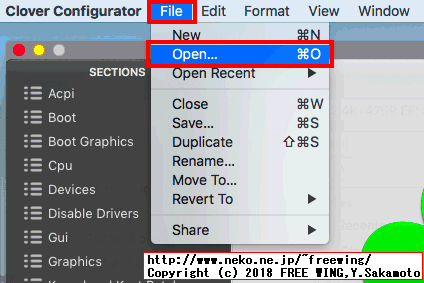 Clover Configurator File Edit Format View Window
New ⌘N
SECTIONS
Open... ⌘O
Open Recent
Acpi
Boot
Close ⌘W
Save... ⌘S
Boot Graphics
Duplicate ⇧⌘S
Cpu
Rename...
Move To...
Devices
Revert To
Disable Drivers
Gui
Share
Graphics
http://www.neko.ne.jp/~freewing/
Copyright (c) 2018 FREE WING,Y.Sakamoto